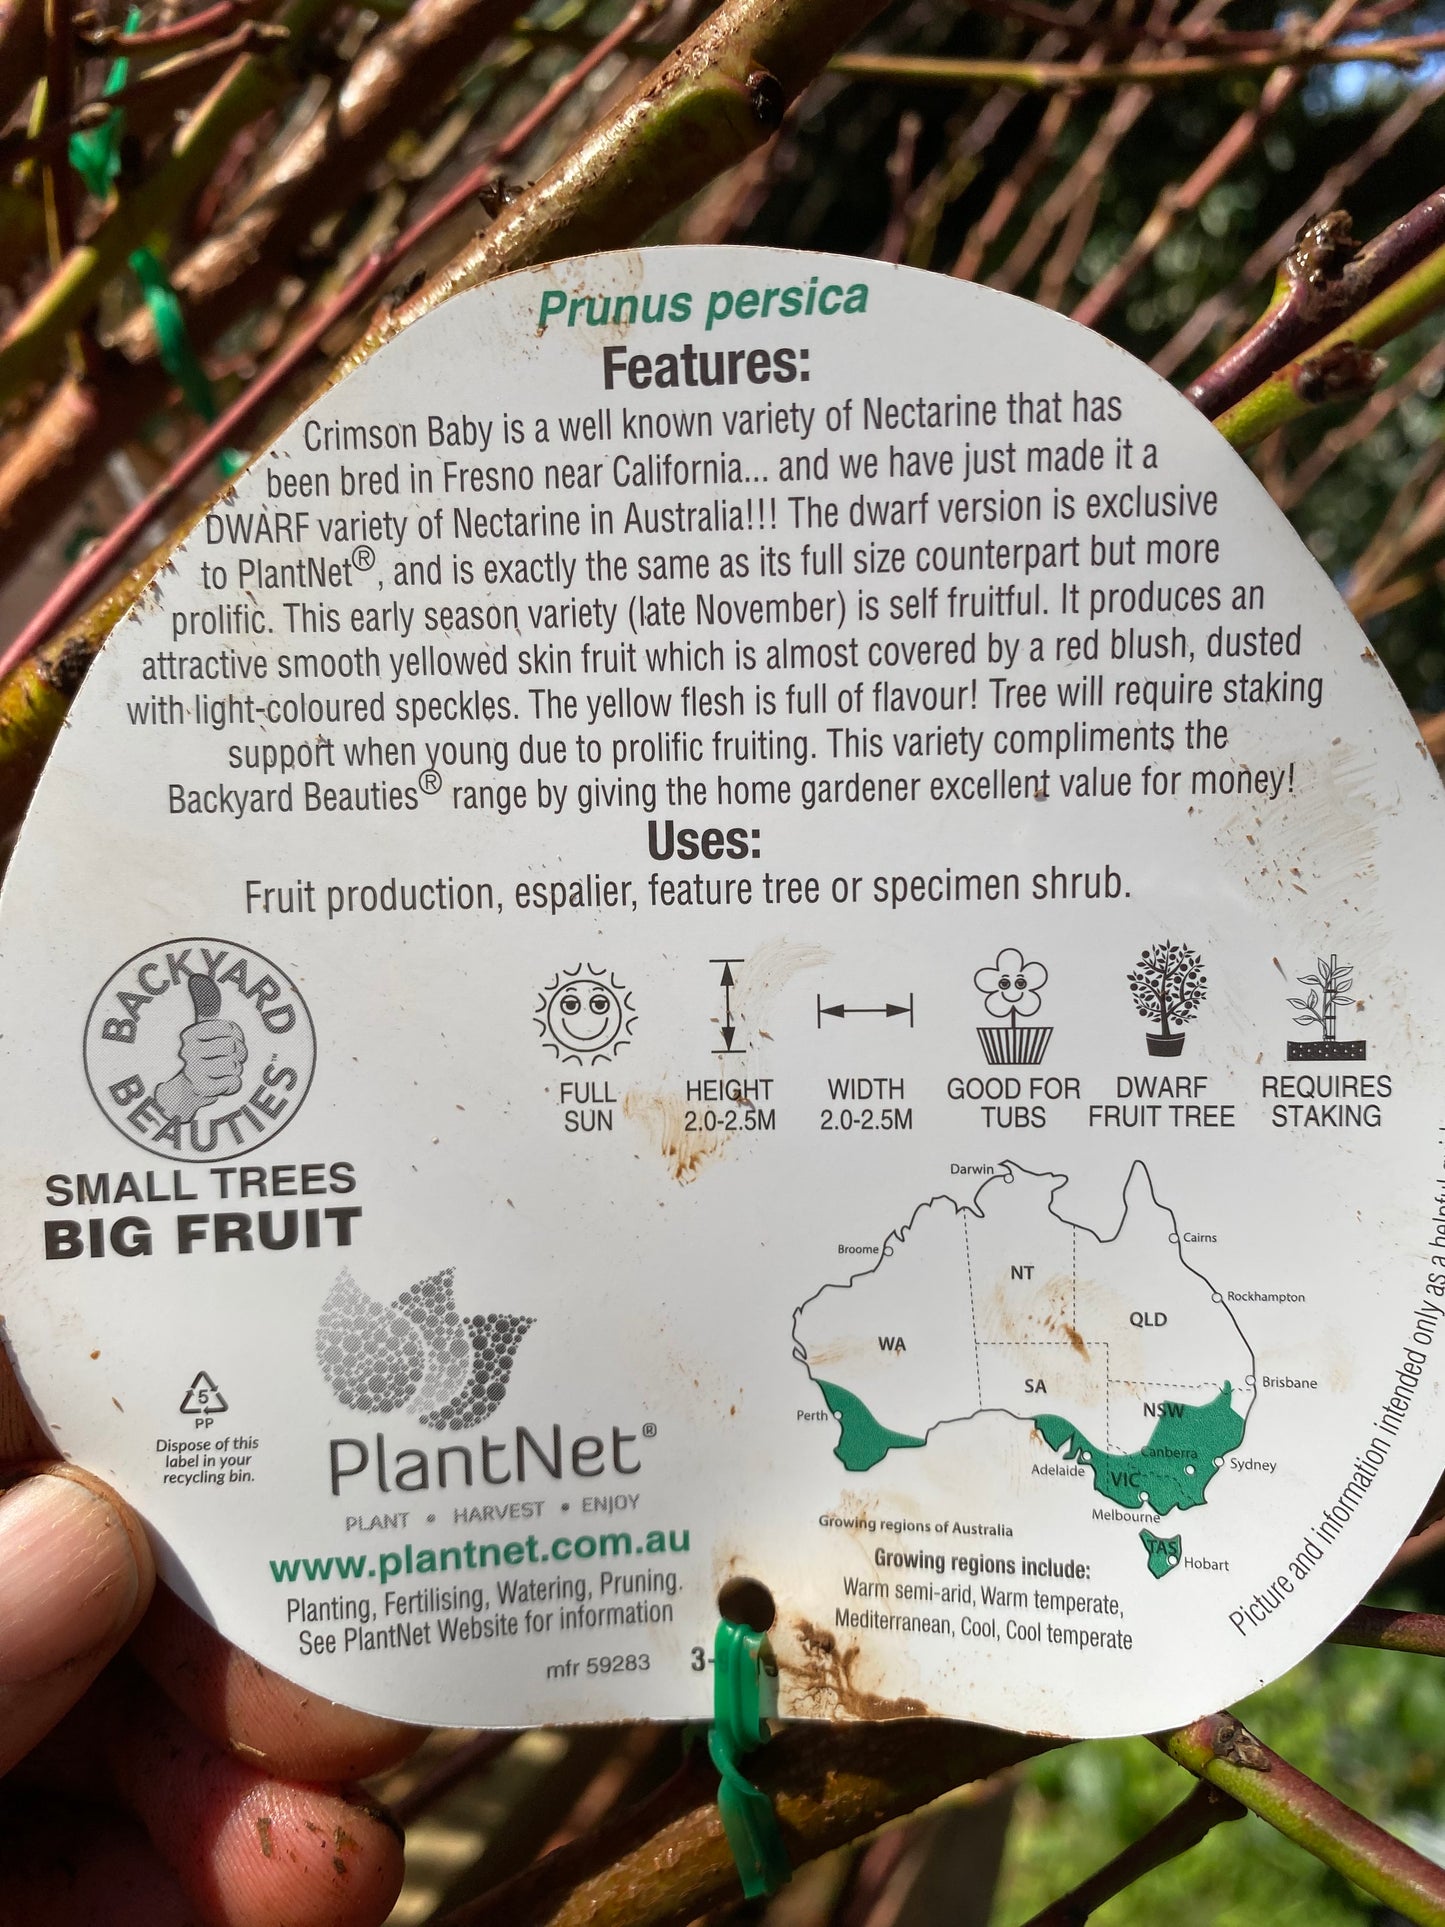 Prunus persica
Features:
Crimson Baby is a well known variety of Nectarine that has
been bred in Fresno near California... and we have just made it a
DWARF variety of Nectarine in Australia!!! The dwarf version is exclusive
to PlantNet®, and is exactly the same as its full size counterpart but more
prolific. This early season variety (late November) is self fruitful. It produces an
attractive smooth yellowed skin fruit which is almost covered by a red blush, dusted
with light-coloured speckles. The yellow flesh is full of flavour! Tree will require staking
support when young due to prolific fruiting. This variety compliments the
Backyard Beauties® range by giving the home gardener excellent value for money!
Uses:
Fruit production, espalier, feature tree or specimen shrub.
BACKYARD
BEAUTIES™
SMALL TREES
BIG FRUIT
FULL
SUN
HEIGHT
2.0-2.5M
WIDTH
2.0-2.5M
GOOD FOR
TUBS
DWARF
FRUIT TREE
REQUIRES
STAKING
Darwin
Broome
Cairns
NT
Rockhampton
QLD
WA
SA
Brisbane
NSW
Perth
Canberra
Sydney
Adelaide
VIC
Melbourne
TAS
Hobart
Growing regions of Australia
Growing regions include:
Warm semi-arid, Warm temperate,
Mediterranean, Cool, Cool temperate
5
PP
Dispose of this
label in your
recycling bin.
PlantNet®
PLANT • HARVEST • ENJOY
www.plantnet.com.au
Planting, Fertilising, Watering, Pruning.
See PlantNet Website for information
mfr 59283
Picture and information intended only as a helpful